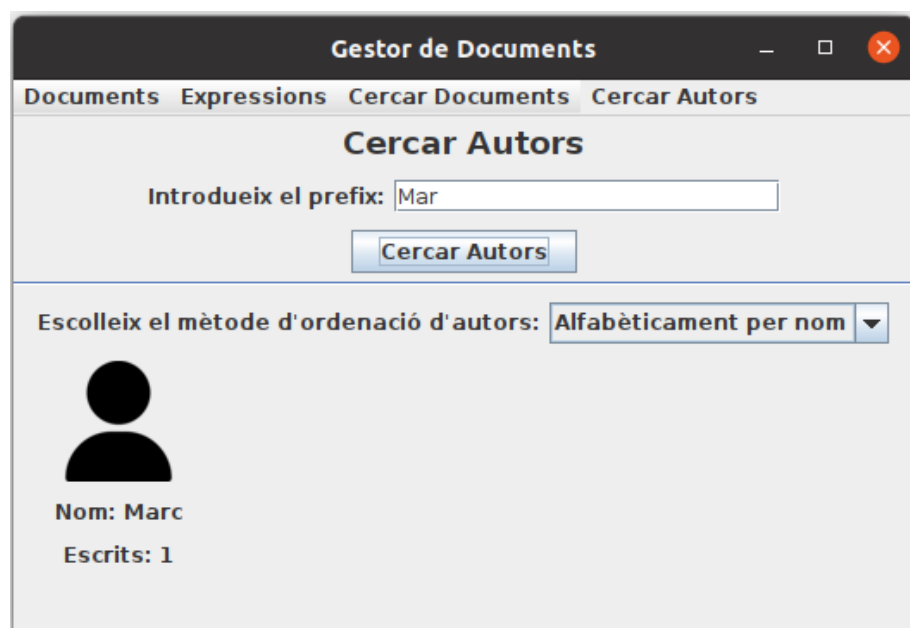 Gestor de Documents
Documents Expressions Cercar Documents Cercar Autors
Cercar Autors
Introdueix el prefix: Mar
Cercar Autors
Escolleix el mètode d'ordenació d'autors: Alfabèticament per nom
Nom: Marc
Escrits: 1